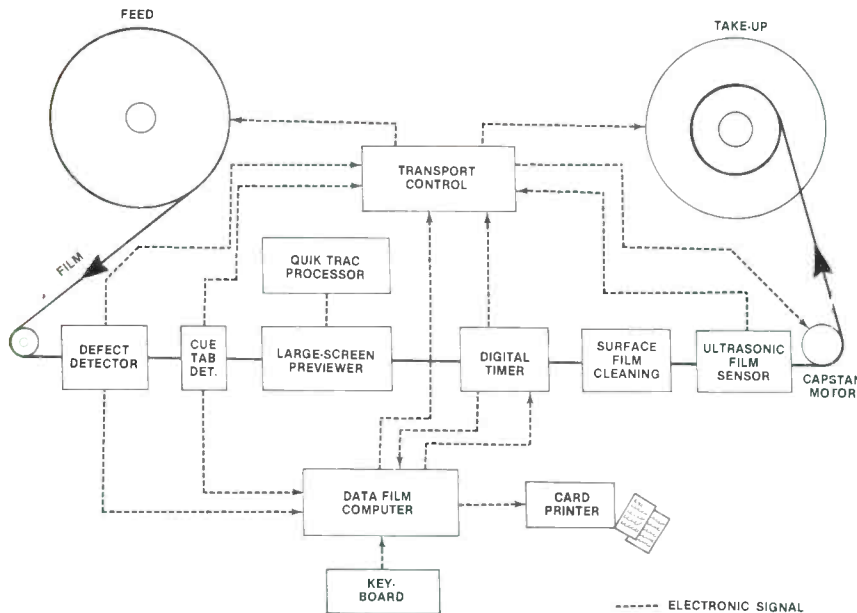 FEED
TAKE-UP
TRANSPORT
CONTROL
FILM
QUIK TRAC
PROCESSOR
DEFECT
DETECTOR
CUE
TAB
DET.
LARGE-SCREEN
PREVIEWER
DIGITAL
TIMER
SURFACE
FILM
CLEANING
ULTRASONIC
FILM
SENSOR
CAPSTAN
MOTOR
DATA FILM
COMPUTER
CARD
PRINTER
KEY-
BOARD
ELECTRONIC SIGNAL